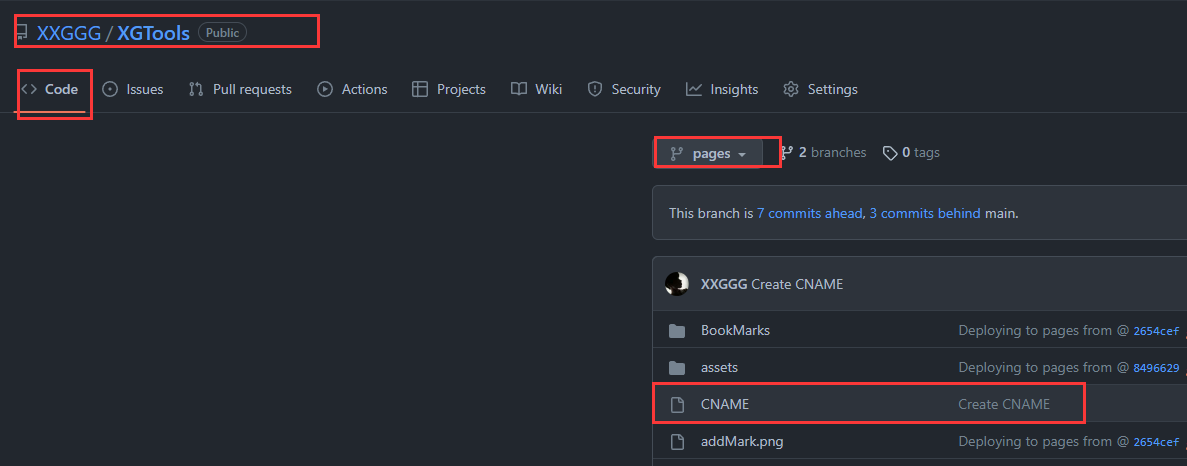 XXGGG / XGTools Public
Code Issues Pull requests Actions Projects Wiki Security Insights Settings
pages 2 branches 0 tags
This branch is 7 commits ahead, 3 commits behind main.
XXGGG Create CNAME
BookMarks Deploying to pages from @ 2654cef
assets Deploying to pages from @ 8496629
CNAME Create CNAME
addMark.png Deploying to pages from @ 2654cef